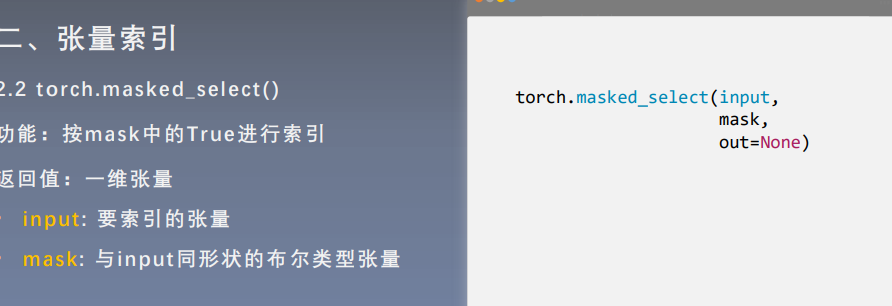 二、张量索引
2.2 torch.masked_select()
功能：按mask中的True进行索引
返回值：一维张量
input: 要索引的张量
mask: 与input同形状的布尔类型张量
torch.masked_select(input,
mask,
out=None)